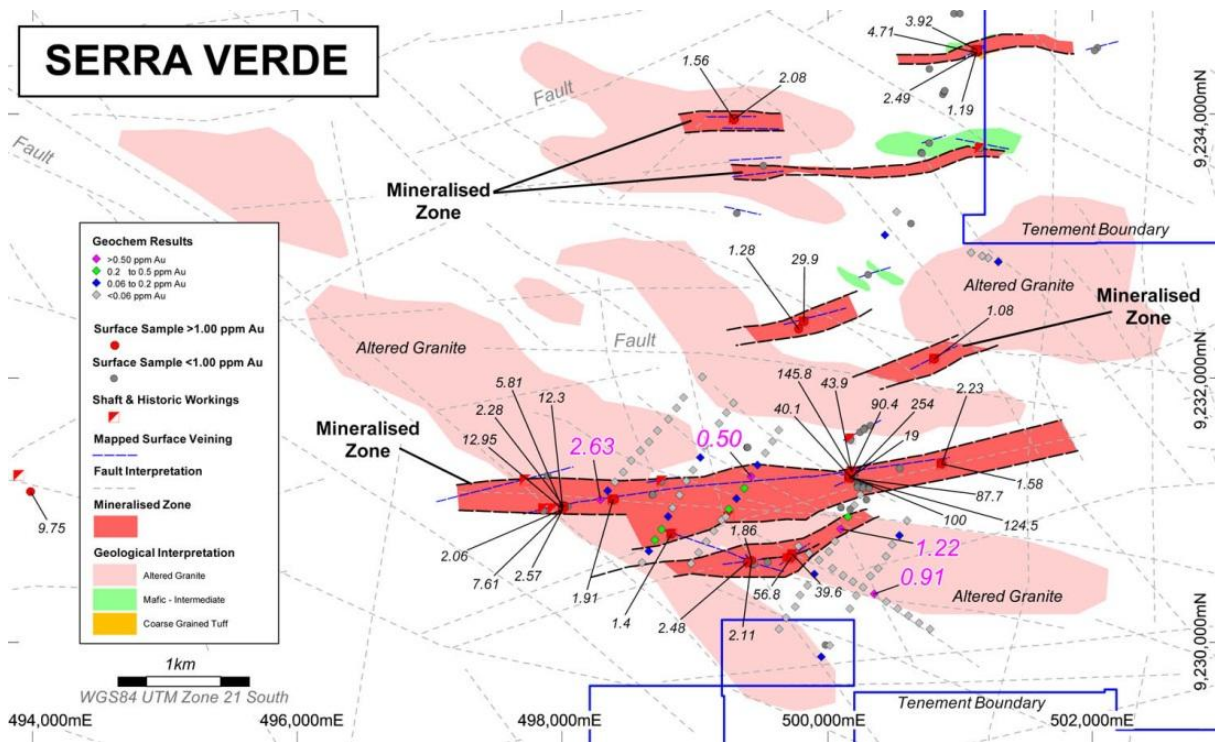 SERRA VERDE
3.92
4.71
2.49
1.19
1.56
2.08
Fault
Fault
9,234,000mN
Mineralised
Zone
Geochem Results
>0.50 ppm Au
0.2 to 0.5 ppm Au
0.06 to 0.2 ppm Au
<0.06 ppm Au
Surface Sample >1.00 ppm Au
Surface Sample <1.00 ppm Au
Shaft & Historic Workings
Mapped Surface Veining
Fault Interpretation
Mineralised Zone
Geological Interpretation
Altered Granite
Mafic - Intermediate
Coarse Grained Tuff
Tenement Boundary
1.28
29.9
Altered Granite
Mineralised
Zone
1.08
Fault
Altered Granite
9,232,000mN
145.8
43.9
2.23
5.81
12.3
2.28
40.1
90.4
254
19
Mineralised
Zone
12.95
2.63
0.50
9.75
87.7
1.58
100
124.5
2.06
7.61
2.57
1.91
1.4
1.86
2.48
2.11
56.8
39.6
1.22
0.91
Altered Granite
9,230,000mN
1km
WGS84 UTM Zone 21 South
Tenement Boundary
494,000mE
496,000mE
498,000mE
500,000mE
502,000mE